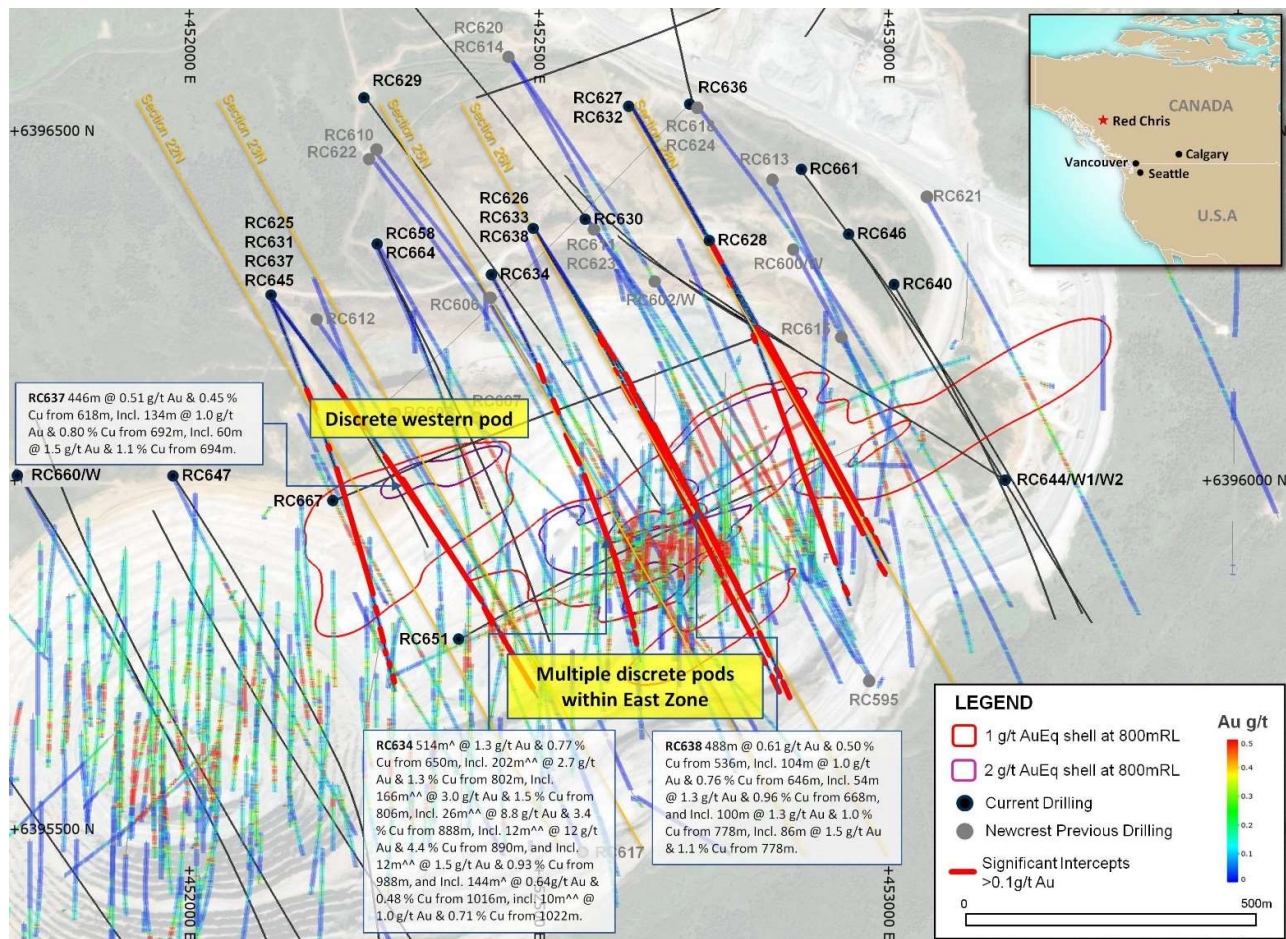 RC620
RC614
+452000 E
+452500 E
+453000 E
RC629
RC627
RC632
RC636
RC618
RC624
Section 22N
Section 23N
Section 25N
Section 26N
Section 28N
+6396500 N
RC610
RC622
RC613
RC661
RC621
RC625
RC631
RC637
RC645
RC658
RC664
RC626
RC633
RC638
RC630
RC611
RC623
RC628
RC646
RC600/W
RC634
RC606
RC602/W
RC640
RC612
RC615
RC637 446m @ 0.51 g/t Au & 0.45 %
Cu from 618m, Incl. 134m @ 1.0 g/t
Au & 0.80 % Cu from 692m, Incl. 60m
@ 1.5 g/t Au & 1.1 % Cu from 694m.
Discrete western pod
RC607
RC660/W
RC647
RC667
RC644/W1/W2
+6396000 N
RC651
Multiple discrete pods
within East Zone
RC595
RC634 514m^ @ 1.3 g/t Au & 0.77 %
Cu from 650m, Incl. 202m^^ @ 2.7 g/t
Au & 1.3 % Cu from 802m, Incl.
166m^^ @ 3.0 g/t Au & 1.5 % Cu from
806m, Incl. 26m^^ @ 8.8 g/t Au & 3.4
% Cu from 888m, Incl. 12m^^ @ 12 g/t
Au & 4.4 % Cu from 890m, and Incl.
12m^^ @ 1.5 g/t Au & 0.93 % Cu from
988m, and Incl. 144m^ @ 0.64g/t Au &
0.48 % Cu from 1016m, incl. 10m^^ @
1.0 g/t Au & 0.71 % Cu from 1022m.
RC638 488m @ 0.61 g/t Au & 0.50 %
Cu from 536m, Incl. 104m @ 1.0 g/t
Au & 0.76 % Cu from 646m, Incl. 54m
@ 1.3 g/t Au & 0.96 % Cu from 668m,
and Incl. 100m @ 1.3 g/t Au & 1.0 %
Cu from 778m, Incl. 86m @ 1.5 g/t Au
& 1.1 % Cu from 778m.
+6395500 N
RC617
452000 E
453000 E
CANADA
Red Chris
Calgary
Vancouver
Seattle
U.S.A
LEGEND
Au g/t
1 g/t AuEq shell at 800mRL
2 g/t AuEq shell at 800mRL
Current Drilling
Newcrest Previous Drilling
Significant Intercepts
>0.1g/t Au
0.5
0.4
0.3
0.2
0.1
0
0
500m